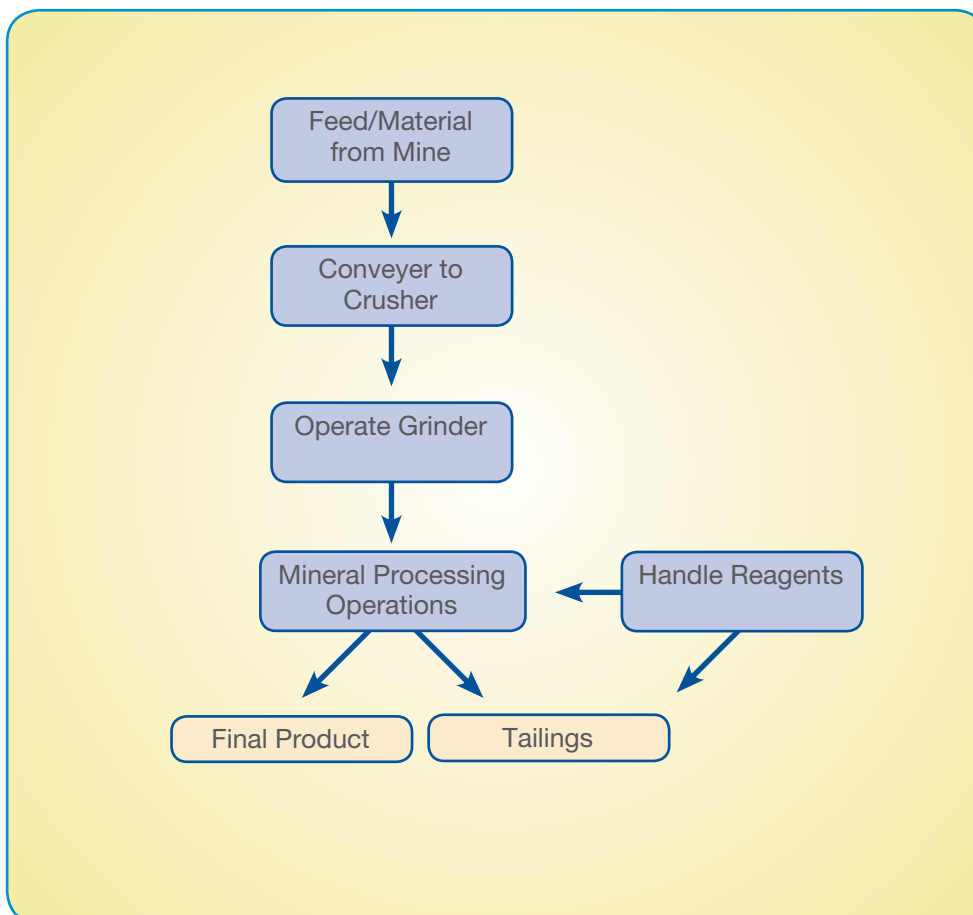 Feed/Material
from Mine
Conveyer to
Crusher
Operate Grinder
Mineral Processing
Operations
Handle Reagents
Final Product
Tailings